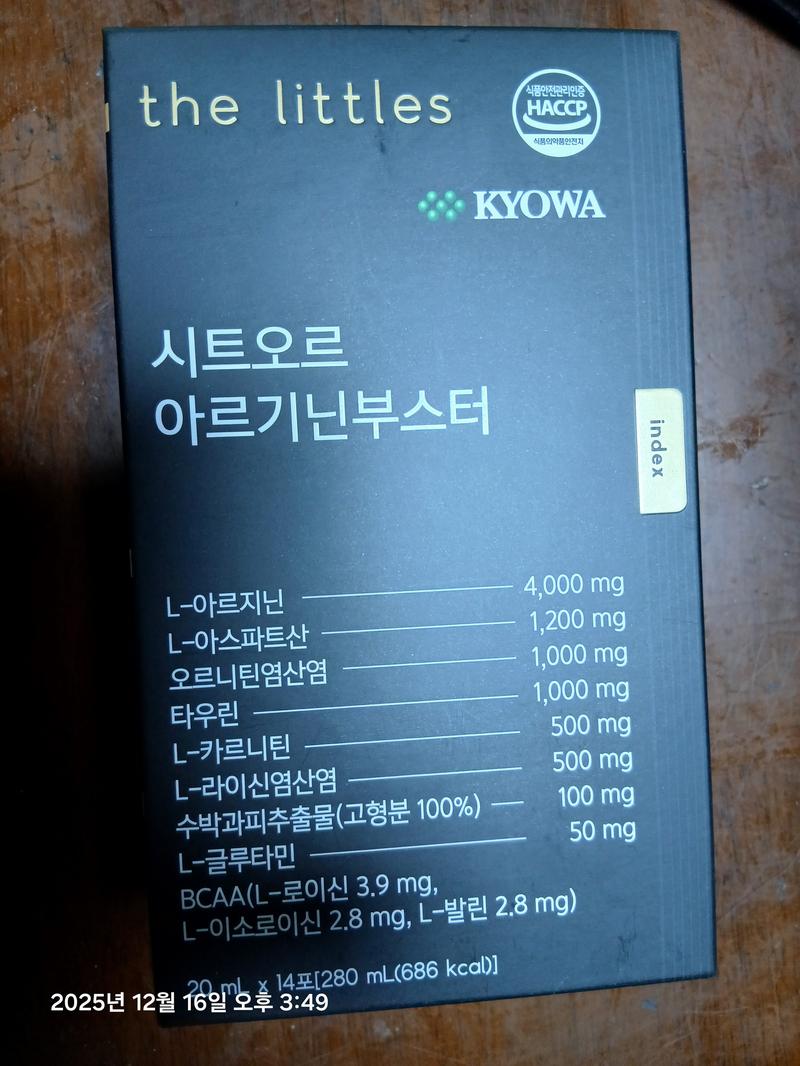 the littles
식품안전관리인증
HACCP
식품의약품안전처
KYOWA
시트오르
아르기닌부스터
index
L-아르지닌 4,000 mg
L-아스파트산 1,200 mg
오르니틴염산염 1,000 mg
타우린 1,000 mg
L-카르니틴 500 mg
L-라이신염산염 500 mg
수박과피추출물(고형분 100%) 100 mg
L-글루타민 50 mg
BCAA(L-로이신 3.9 mg,
L-이소로이신 2.8 mg, L-발린 2.8 mg)
20 mL x 14포[280 mL(686 kcal)]
2025년 12월 16일 오후 3:49